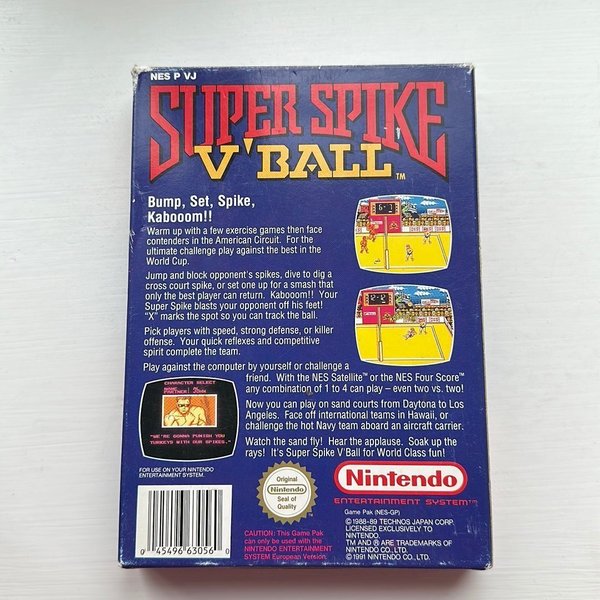 NES P VJ
SUPER SPIKE
V'BALL™
Bump, Set, Spike,
Kabooom!!
Warm up with a few exercise games then face
contenders in the American Circuit. For the
ultimate challenge play against the best in the
World Cup.
Jump and block opponent's spikes, dive to dig a
cross court spike, or set one up for a smash that
only the best player can return. Kabooom!! Your
Super Spike blasts your opponent off his feet!
"X" marks the spot so you can track the ball.
Pick players with speed, strong defense, or killer
offense. Your quick reflexes and competitive
spirit complete the team.
Play against the computer by yourself or challenge a
friend. With the NES Satellite™ or the NES Four Score™
any combination of 1 to 4 can play – even two vs. two!
Now you can play on sand courts from Daytona to Los
Angeles. Face off international teams in Hawaii, or
challenge the hot Navy team aboard an aircraft carrier.
Watch the sand fly! Hear the applause. Soak up the
rays! It's Super Spike V'Ball for World Class fun!
CHARACTER SELECT
"WE'RE GONNA PUNISH YOU
TURKEYS WITH OUR SPIKES."
FOR USE ON YOUR NINTENDO
ENTERTAINMENT SYSTEM
0 45496 63056 0
Original
Nintendo
Seal of
Quality
CAUTION: This Game Pak
can only be used with the
NINTENDO ENTERTAINMENT
SYSTEM European Version.
Nintendo®
ENTERTAINMENT SYSTEM™
Game Pak (NES-GP)
©1988-89 TECHNOS JAPAN CORP.
LICENSED EXCLUSIVELY TO
NINTENDO.
TM AND ® ARE TRADEMARKS OF
NINTENDO CO., LTD.
©1991 NINTENDO CO., LTD.